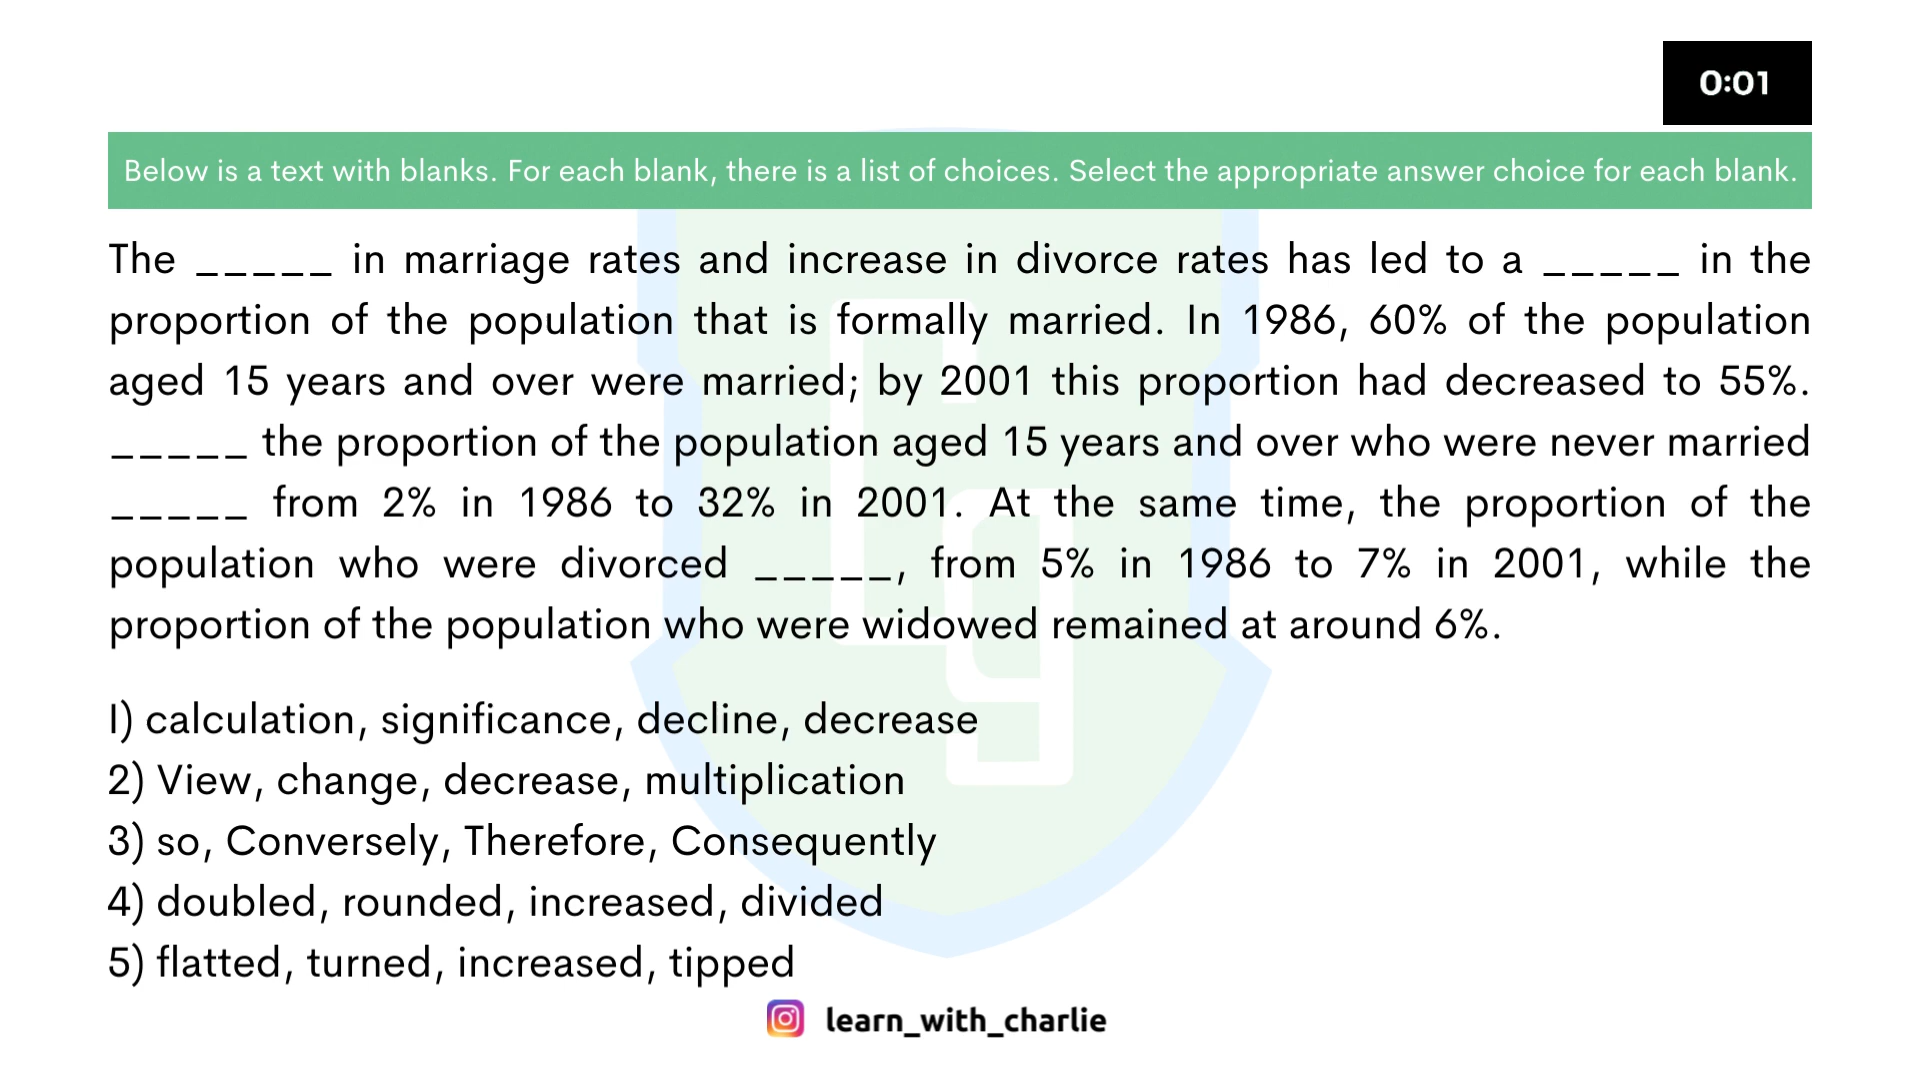 0:01
Below is a text with blanks. For each blank, there is a list of choices. Select the appropriate answer choice for each blank.
The _____ in marriage rates and increase in divorce rates has led to a _____ in the
proportion of the population that is formally married. In 1986, 60% of the population
aged 15 years and over were married; by 2001 this proportion had decreased to 55%.
_____ the proportion of the population aged 15 years and over who were never married
_____ from 2% in 1986 to 32% in 2001. At the same time, the proportion of the
population who were divorced _____, from 5% in 1986 to 7% in 2001, while the
proportion of the population who were widowed remained at around 6%.
1) calculation, significance, decline, decrease
2) View, change, decrease, multiplication
3) so, Conversely, Therefore, Consequently
4) doubled, rounded, increased, divided
5) flatted, turned, increased, tipped
learn_with_charlie